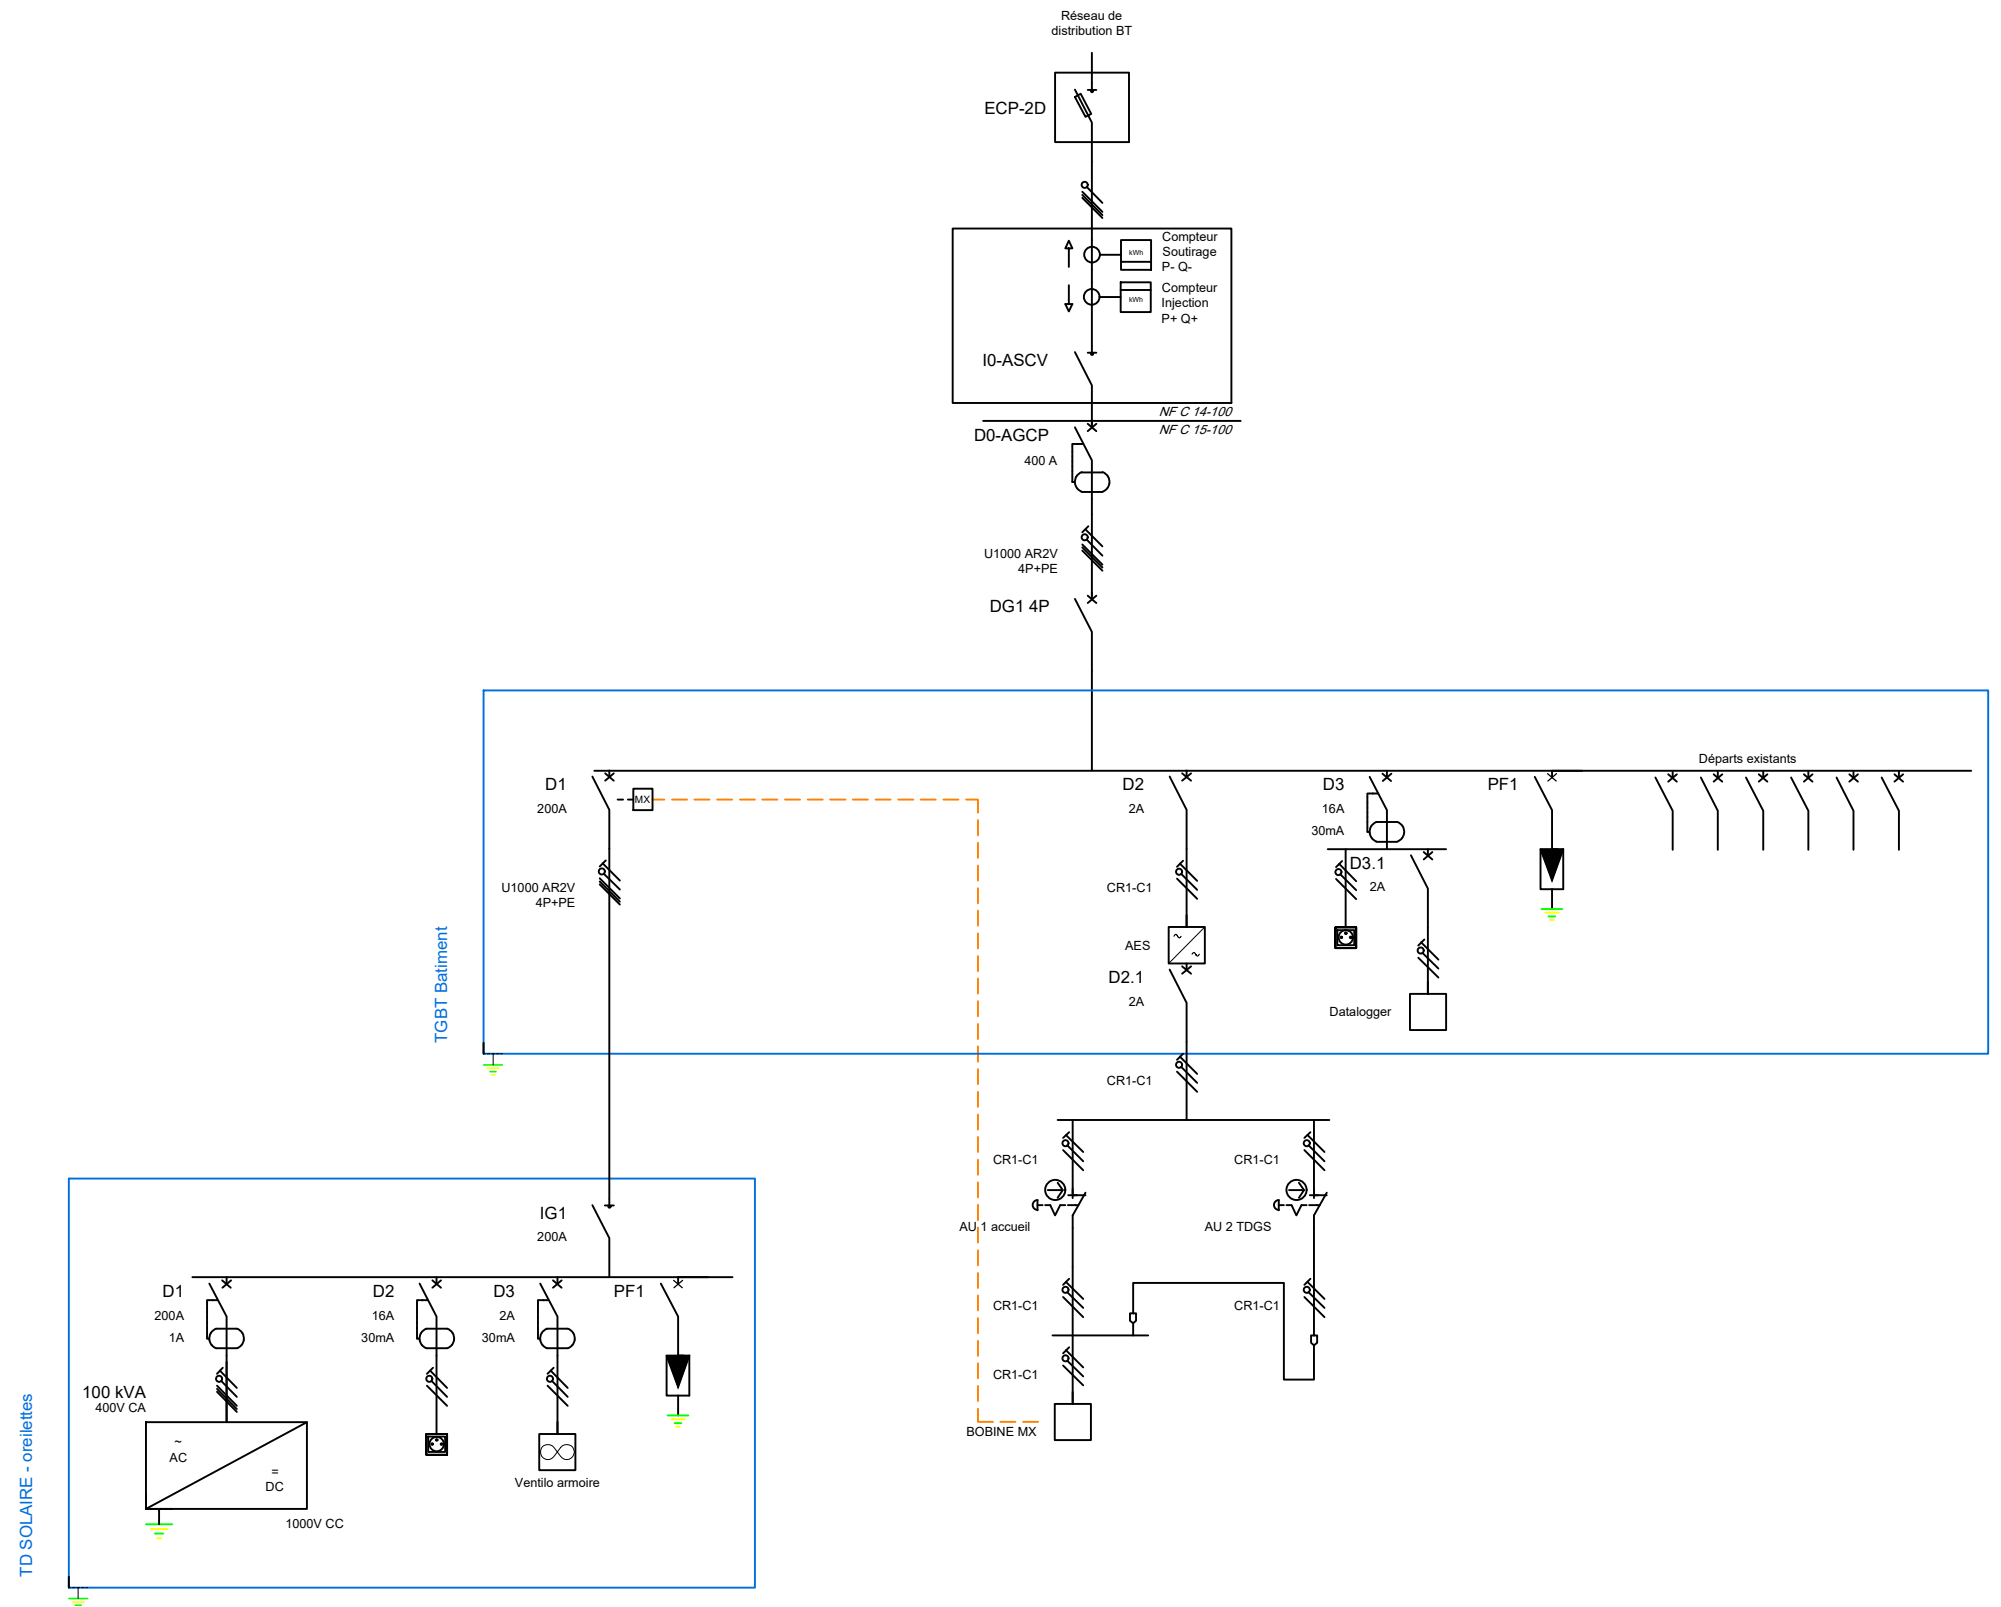 Réseau de
distribution BT
ECP-2D
kWh
Compteur
Soutirage
P- Q-
kWh
Compteur
Injection
P+ Q+
I0-ASCV
NF C 14-100
NF C 15-100
D0-AGCP
400 A
U1000 AR2V
4P+PE
DG1 4P
TGBT Batiment
Départs existants
D1
200A
MX
U1000 AR2V
4P+PE
D2
2A
CR1-C1
AES
~
~
D2.1
2A
D3
16A
30mA
D3.1
2A
Datalogger
PF1
CR1-C1
CR1-C1
CR1-C1
AU 1 accueil
AU 2 TDGS
CR1-C1
CR1-C1
CR1-C1
BOBINE MX
TD SOLAIRE - oreilettes
IG1
200A
D1
200A
1A
D2
16A
30mA
D3
2A
30mA
PF1
100 kVA
400V CA
~
AC
=
DC
1000V CC
Ventilo armoire